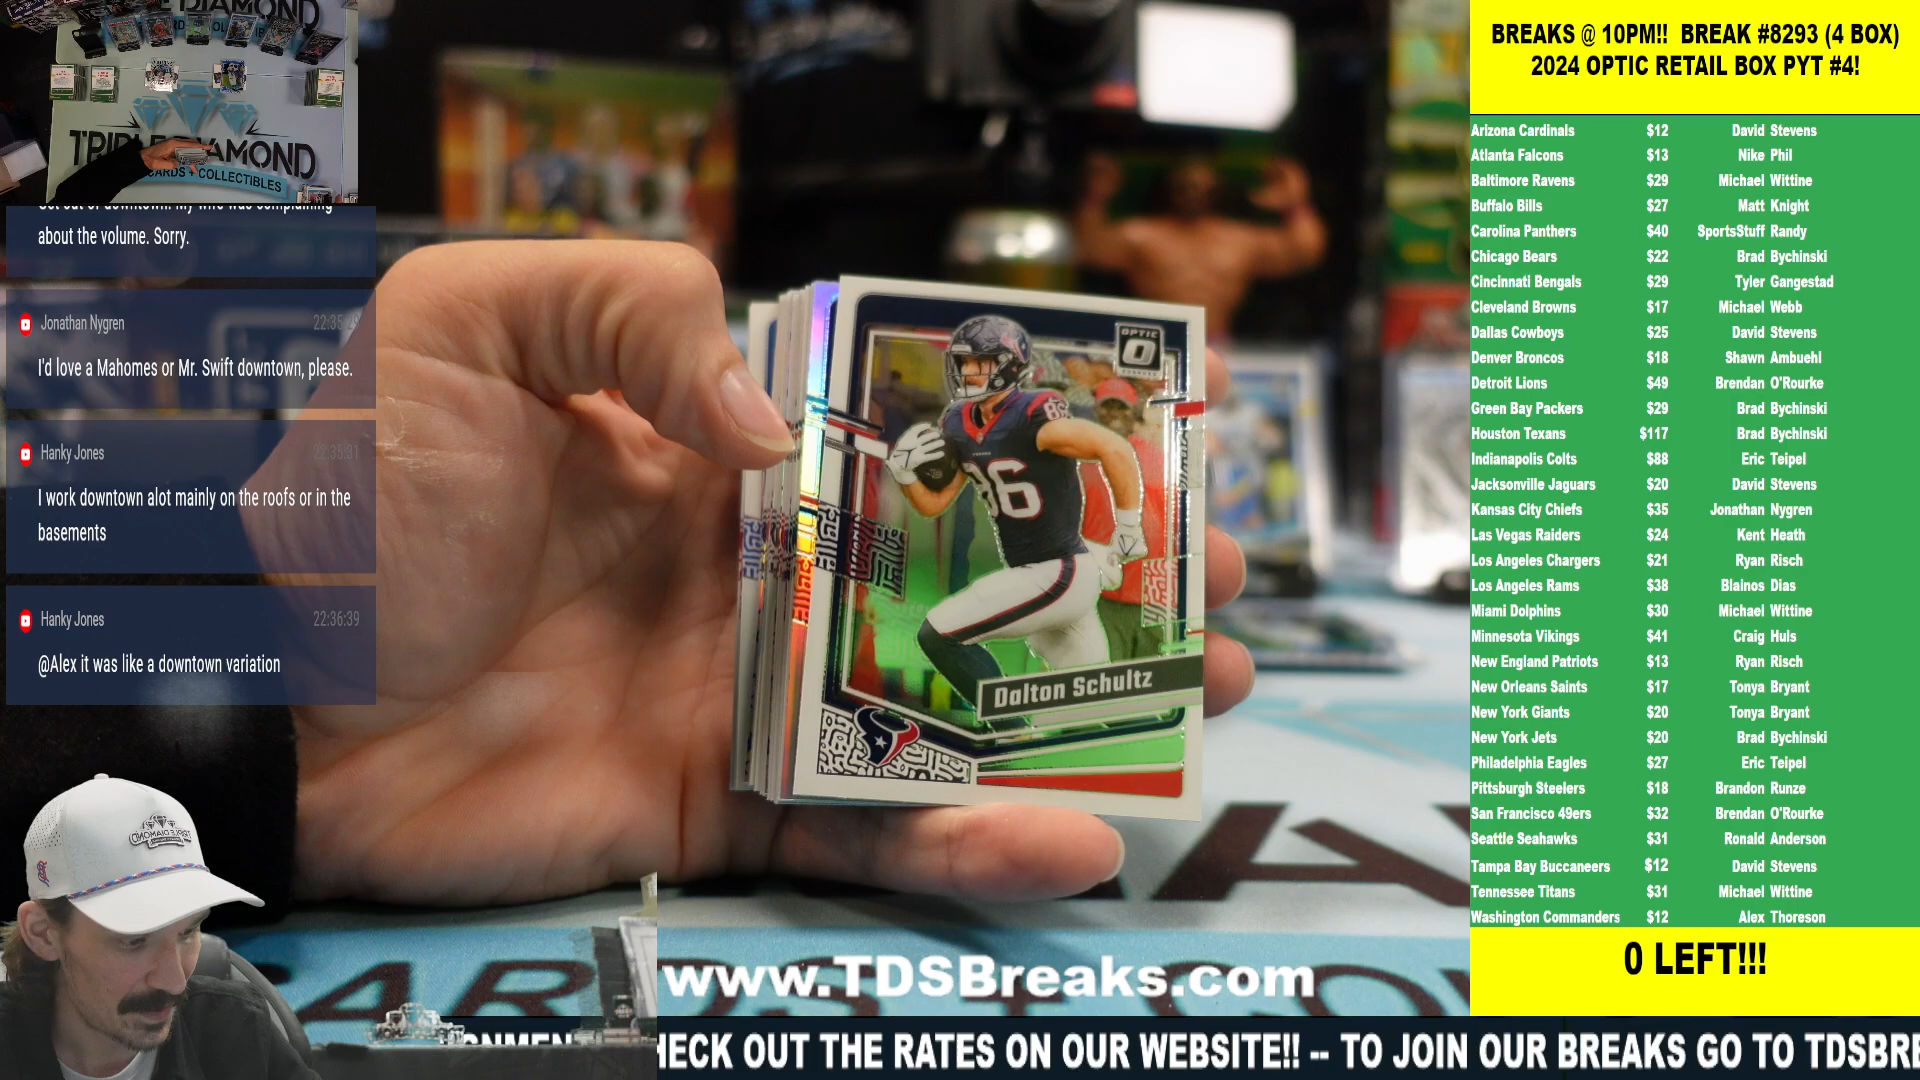 BREAKS @ 10PM!! BREAK #8293 (4 BOX)
2024 OPTIC RETAIL BOX PYT #4!
Arizona Cardinals $12 David Stevens
Atlanta Falcons $13 Nike Phil
Baltimore Ravens $29 Michael Wittine
Buffalo Bills $27 Matt Knight
Carolina Panthers $40 SportsStuff Randy
Chicago Bears $22 Brad Bychinski
Cincinnati Bengals $29 Tyler Gangestad
Cleveland Browns $17 Michael Webb
Dallas Cowboys $25 David Stevens
Denver Broncos $18 Shawn Ambuehl
Detroit Lions $49 Brendan O'Rourke
Green Bay Packers $29 Brad Bychinski
Houston Texans $117 Brad Bychinski
Indianapolis Colts $88 Eric Teipel
Jacksonville Jaguars $20 David Stevens
Kansas City Chiefs $35 Jonathan Nygren
Las Vegas Raiders $24 Kent Heath
Los Angeles Chargers $21 Ryan Risch
Los Angeles Rams $38 Blainos Dias
Miami Dolphins $30 Michael Wittine
Minnesota Vikings $41 Craig Huls
New England Patriots $13 Ryan Risch
New Orleans Saints $17 Tonya Bryant
New York Giants $20 Tonya Bryant
New York Jets $20 Brad Bychinski
Philadelphia Eagles $27 Eric Teipel
Pittsburgh Steelers $18 Brandon Runze
San Francisco 49ers $32 Brendan O'Rourke
Seattle Seahawks $31 Ronald Anderson
Tampa Bay Buccaneers $12 David Stevens
Tennessee Titans $31 Michael Wittine
Washington Commanders $12 Alex Thoreson
0 LEFT!!!
TRIPLE DIAMOND
CARDS + COLLECTIBLES
about the volume. Sorry.
Jonathan Nygren
I'd love a Mahomes or Mr. Swift downtown, please.
Hanky Jones 22:35:31
I work downtown alot mainly on the roofs or in the
basements
Hanky Jones 22:36:39
@Alex it was like a downtown variation
OPTIC
86
Dalton Schultz
www.TDSBreaks.com
HECK OUT THE RATES ON OUR WEBSITE!! -- TO JOIN OUR BREAKS GO TO TDSBRE